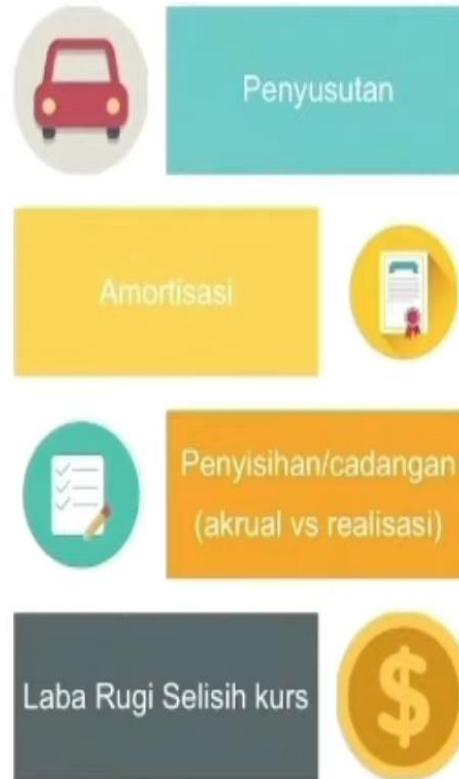 Penyusutan
Amortisasi
Penyisihan/cadangan
(akrual vs realisasi)
Laba Rugi Selisih kurs
$